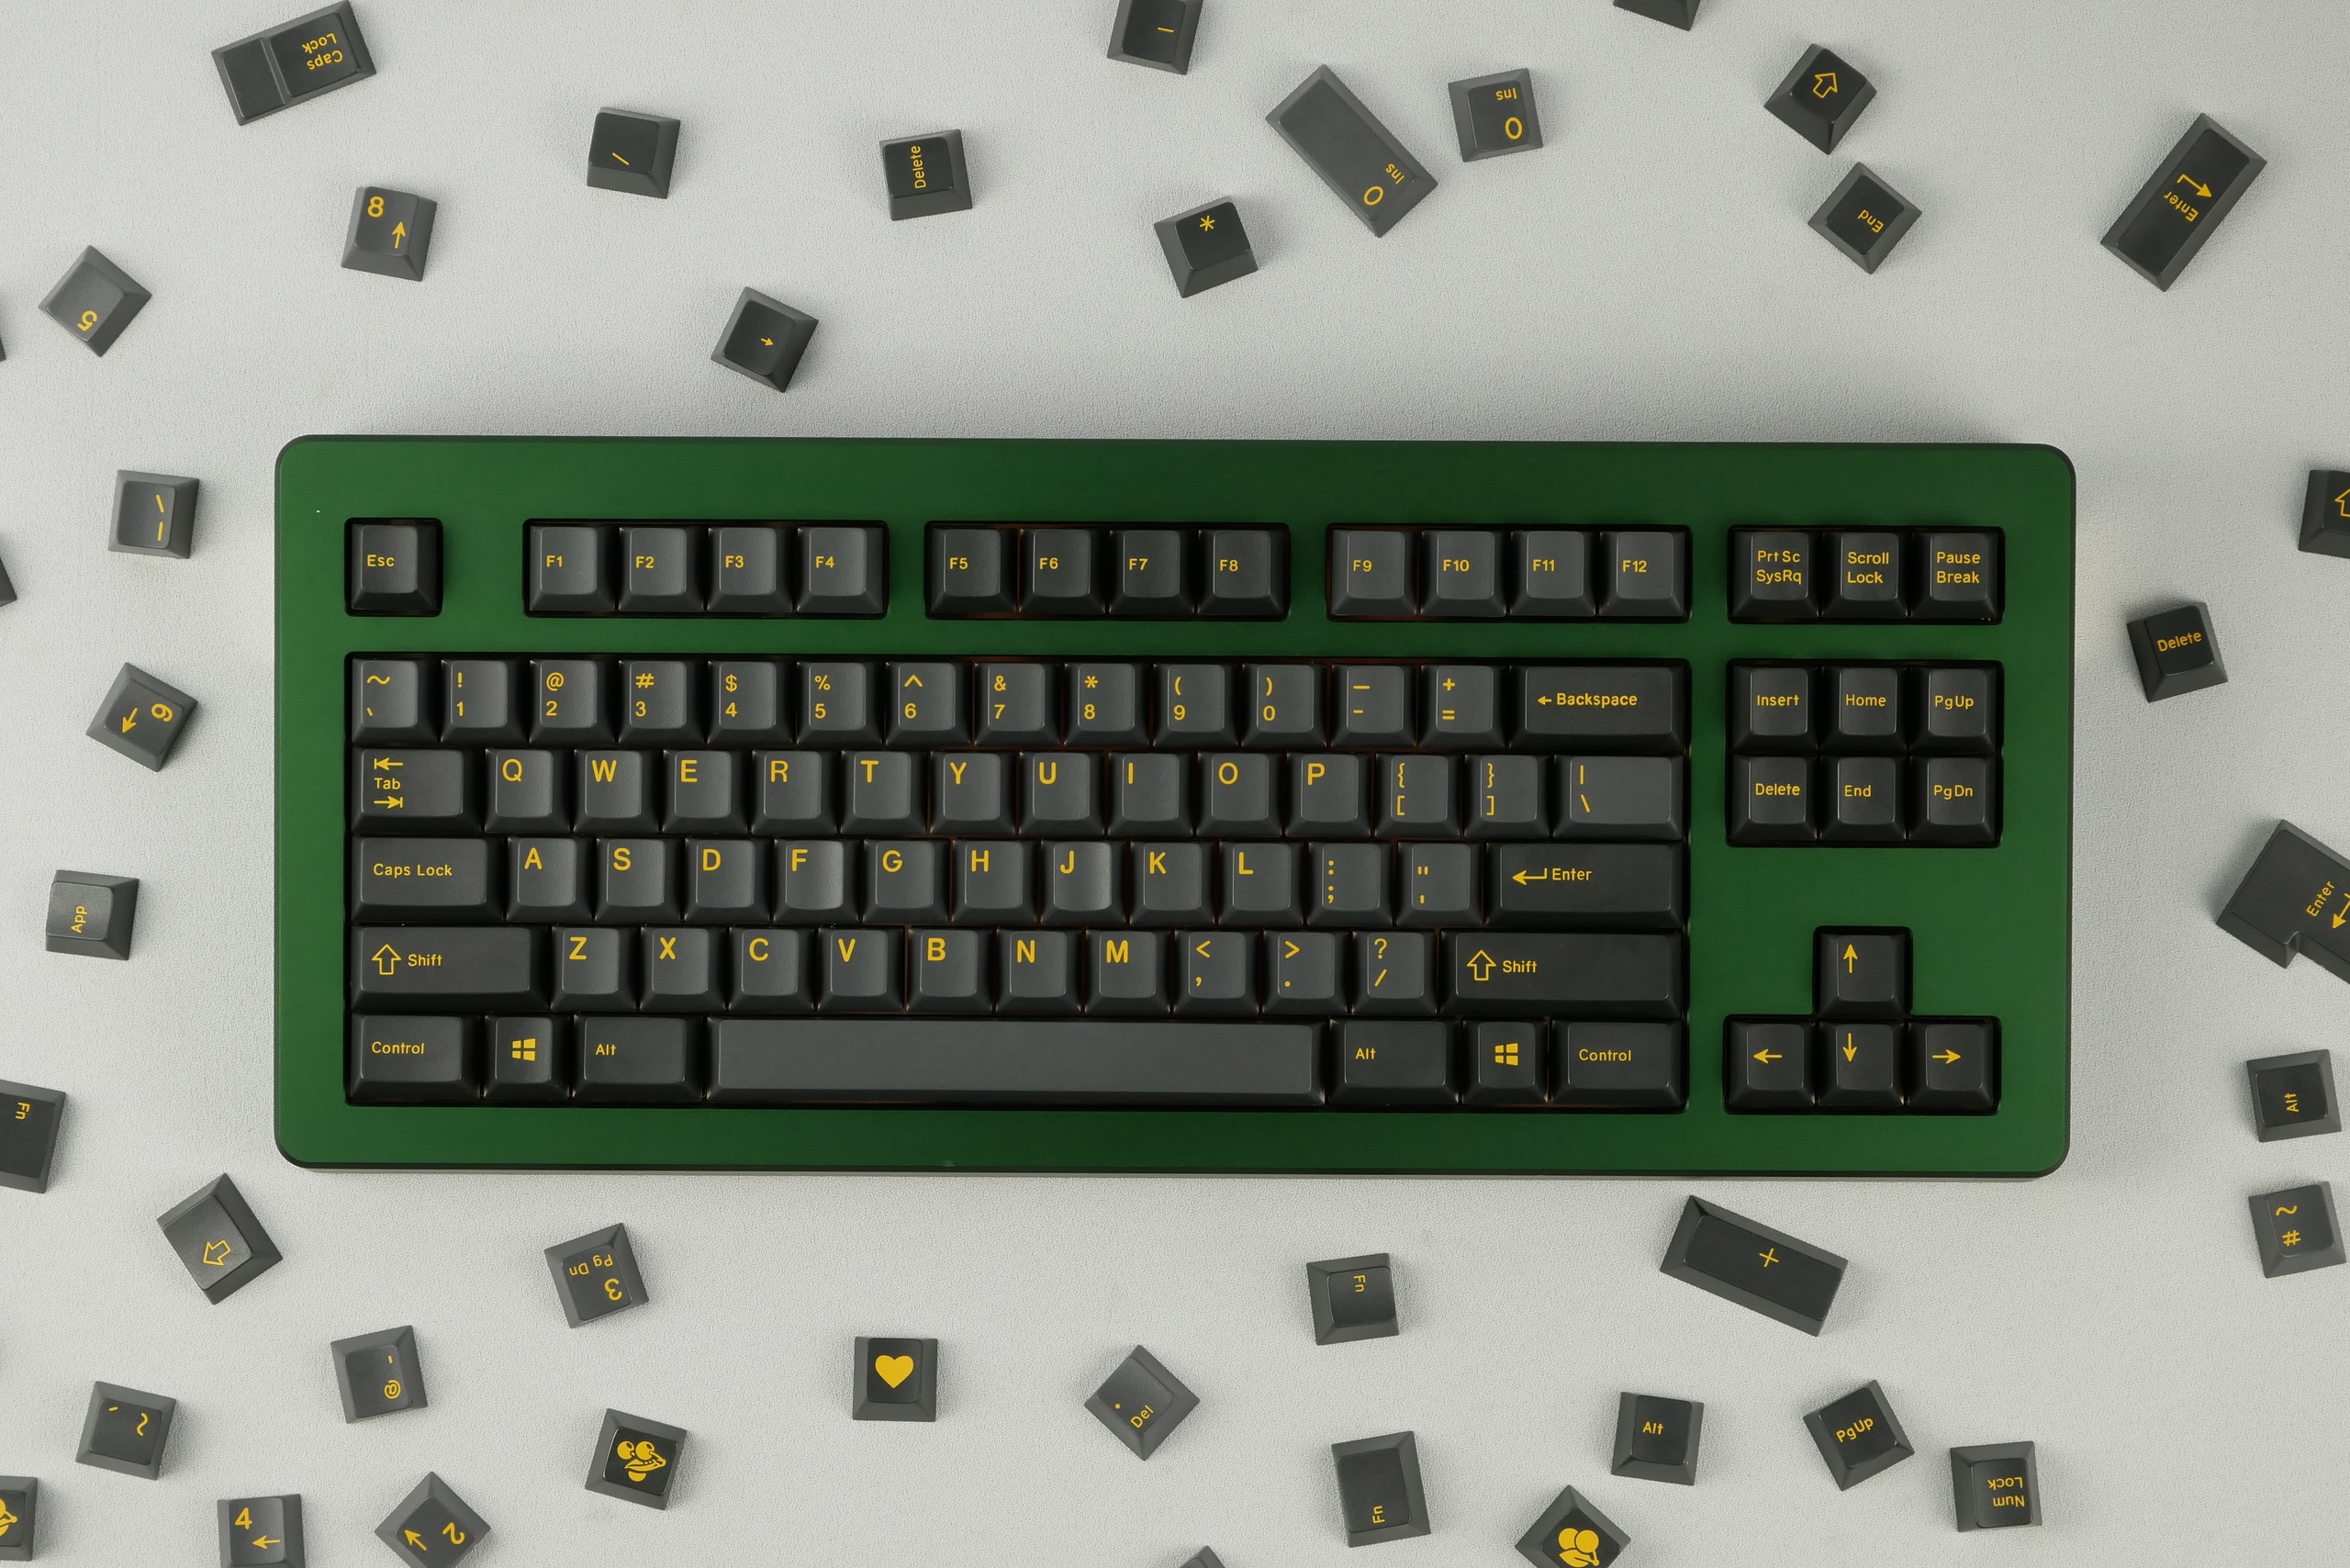 Caps
Lock
Ins
0
Ins
0
Delete
*
8
End
Enter
5
Esc F1 F2 F3 F4 F5 F6 F7 F8 F9 F10 F11 F12
Prt Sc
SysRq
Scroll
Lock
Pause
Break
Delete
~ ! @ # $ % ^ & * ( ) — +
` 1 2 3 4 5 6 7 8 9 0 - = ← Backspace
Insert Home PgUp
6
Tab Q W E R T Y U I O P { } |
[ ] \
Delete End PgDn
Caps Lock A S D F G H J K L : " Enter
; '
App
Enter
Shift Z X C V B N M < > ? Shift
, . /
↑
Control Alt Alt Control
← ↓ →
Fn
Alt
~
#
Pg Dn
3
Fn
+
@
Del
Alt
PgUp
Num
Lock
Fn
4
←
2